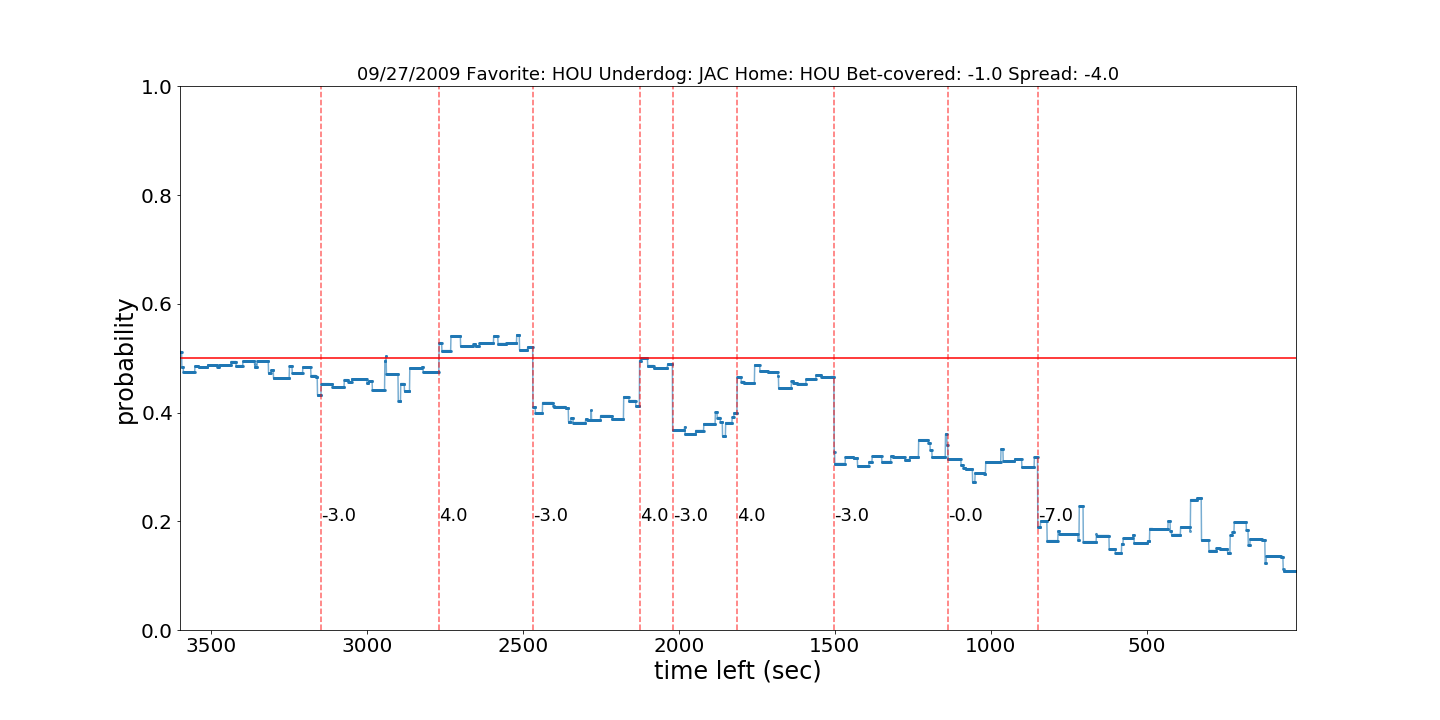 09/27/2009 Favorite: HOU Underdog: JAC Home: HOU Bet-covered: -1.0 Spread: -4.0
probability
1.0
0.8
0.6
0.4
0.2
0.0
-3.0 4.0 -3.0 4.0 -3.0 4.0 -3.0 -0.0 -7.0
3500 3000 2500 2000 1500 1000 500
time left (sec)